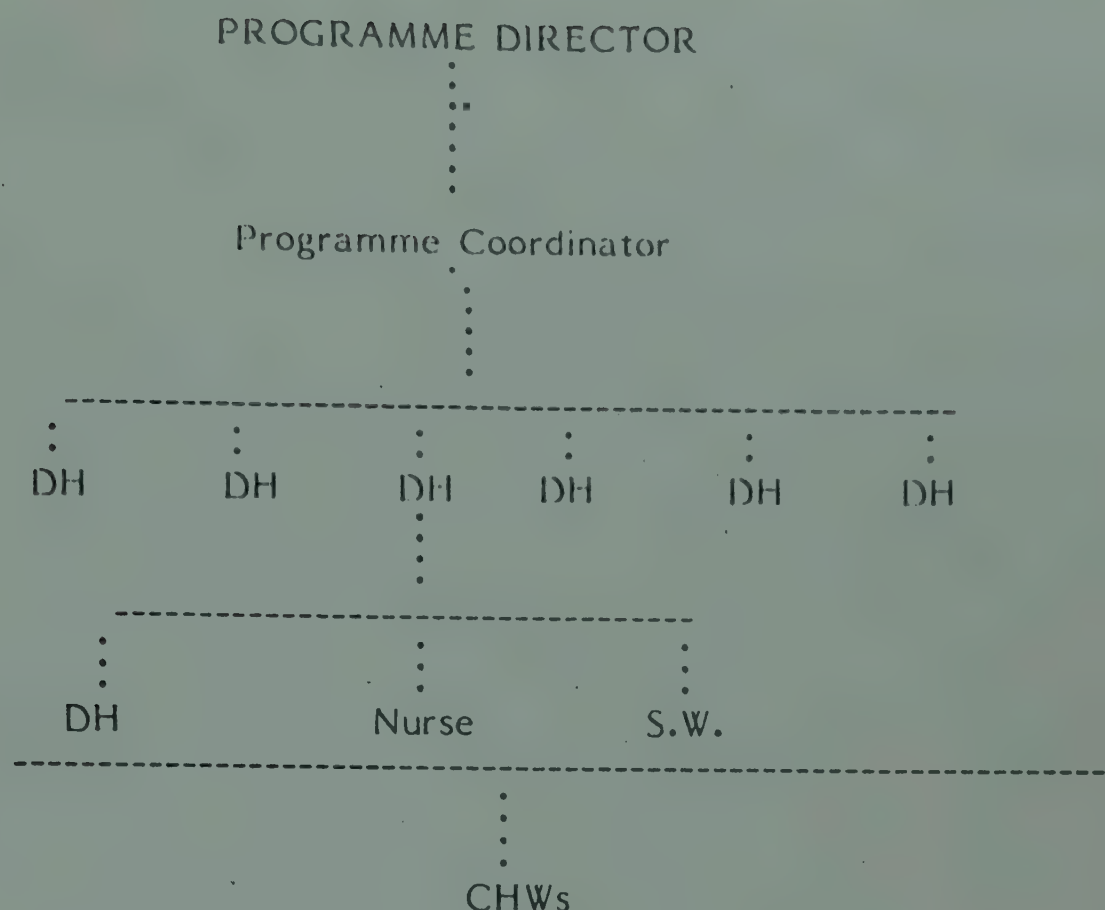 PROGRAMME DIRECTOR
Programme Coordinator
DH DH DH DH DH DH
DH Nurse S.W.
CHWs